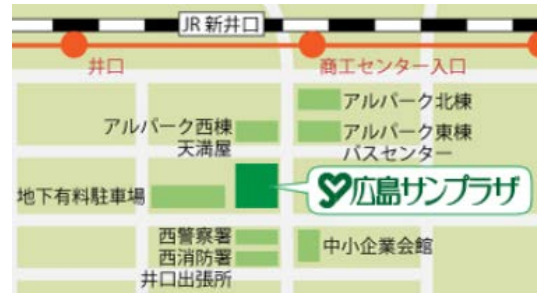 JR 新井口
井口
商工センター入口
アルパーク北棟
アルパーク西棟
天満屋
アルパーク東棟
バスセンター
地下有料駐車場
広島サンプラザ
西警察署
西消防署
井口出張所
中小企業会館